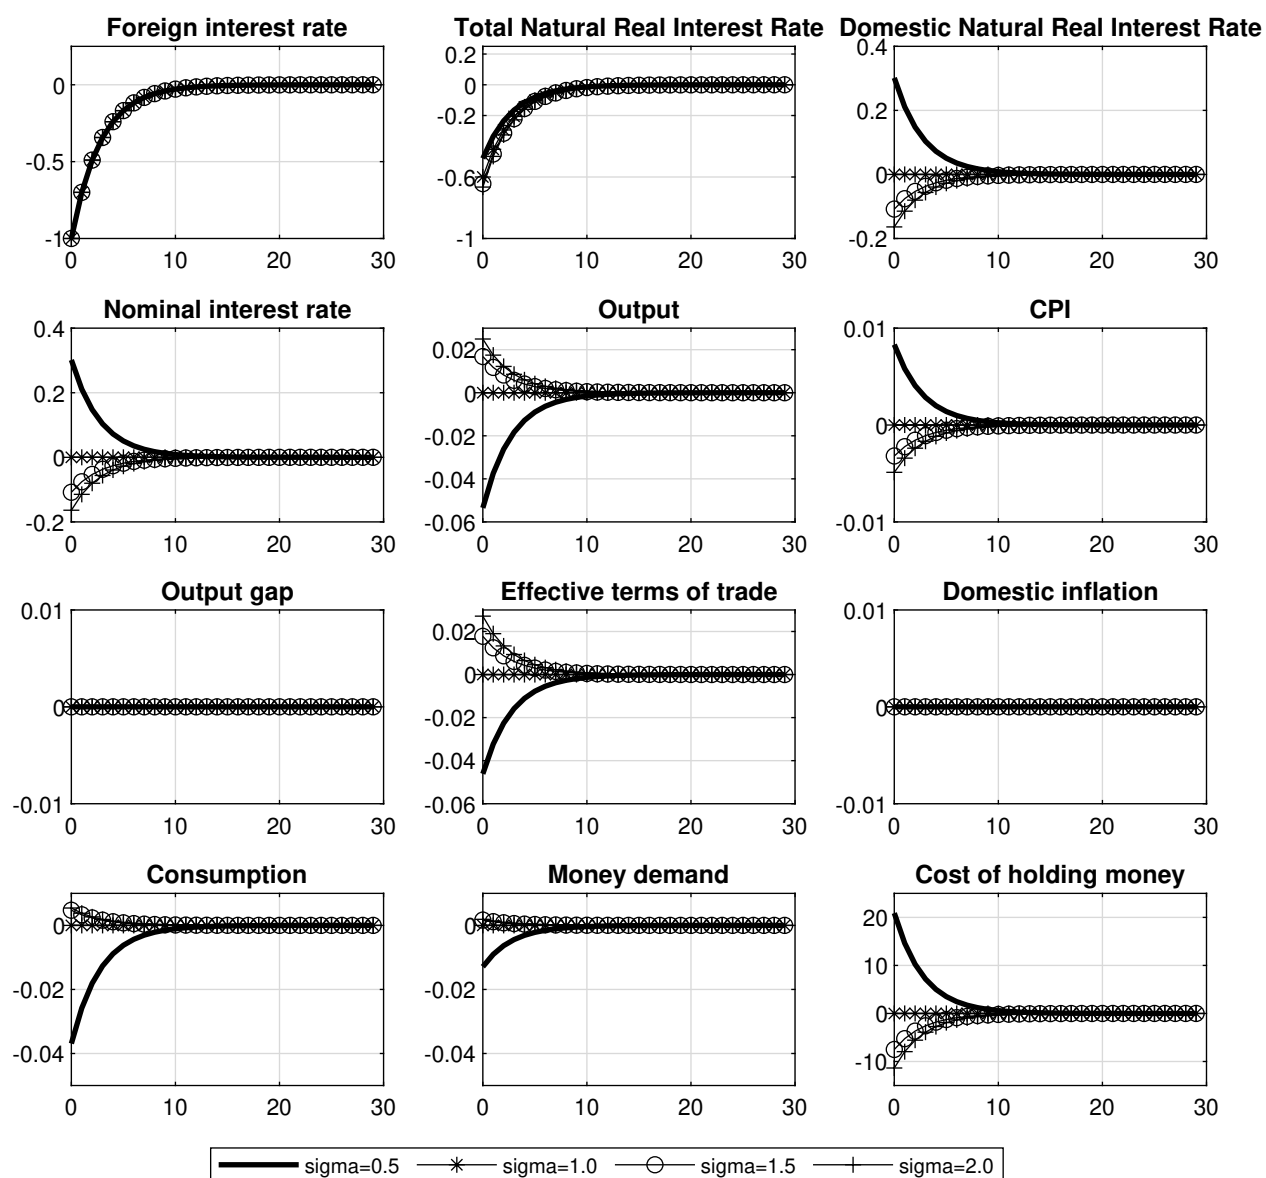 Foreign interest rate
0
-0.5
-1
0 10 20 30
Total Natural Real Interest Rate
0.2
0
-0.2
-0.6
-1
0 10 20 30
Domestic Natural Real Interest Rate
0.4
0.2
0
-0.2
0 10 20 30
Nominal interest rate
0.4
0.2
0
-0.2
0 10 20 30
Output
0.02
0
-0.02
-0.04
-0.06
0 10 20 30
CPI
0.01
0
-0.01
0 10 20 30
Output gap
0.01
0
-0.01
0 10 20 30
Effective terms of trade
0.02
0
-0.02
-0.04
-0.06
0 10 20 30
Domestic inflation
0.01
0
-0.01
0 10 20 30
Consumption
0
-0.02
-0.04
0 10 20 30
Money demand
0
-0.02
-0.04
0 10 20 30
Cost of holding money
20
10
0
-10
0 10 20 30
sigma=0.5 sigma=1.0 sigma=1.5 sigma=2.0